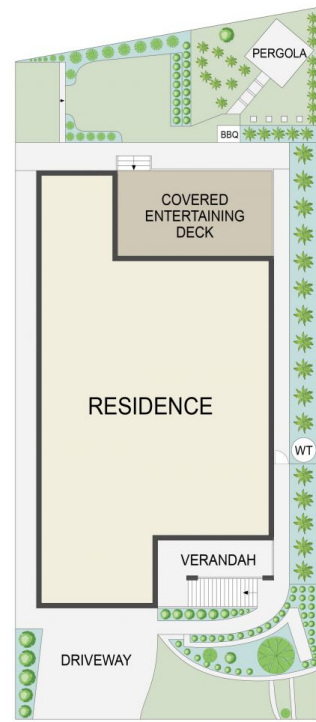 PERGOLA
BBQ
COVERED
ENTERTAINING
DECK
RESIDENCE
WT
VERANDAH
DRIVEWAY